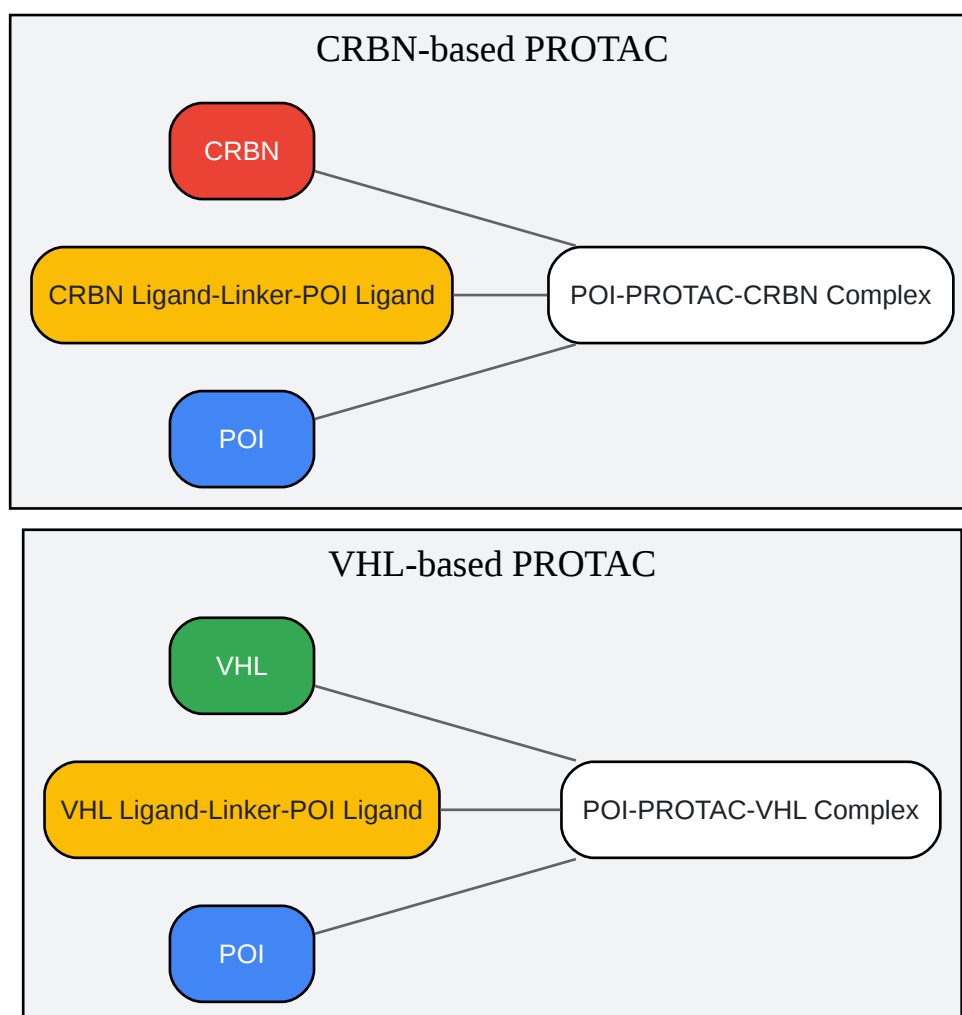 CRBN-based PROTAC
CRBN
CRBN Ligand-Linker-POI Ligand
POI-PROTAC-CRBN Complex
POI
VHL-based PROTAC
VHL
VHL Ligand-Linker-POI Ligand
POI-PROTAC-VHL Complex
POI